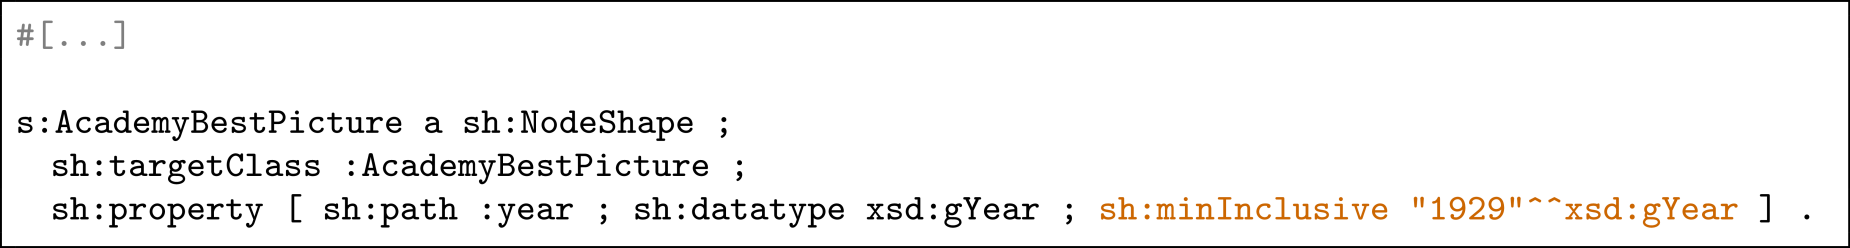 #[...]
s:AcademyBestPicture a sh:NodeShape ;
sh:targetClass :AcademyBestPicture ;
sh:property [ sh:path :year ; sh:datatype xsd:gYear ; sh:minInclusive "1929"^^xsd:gYear ] .